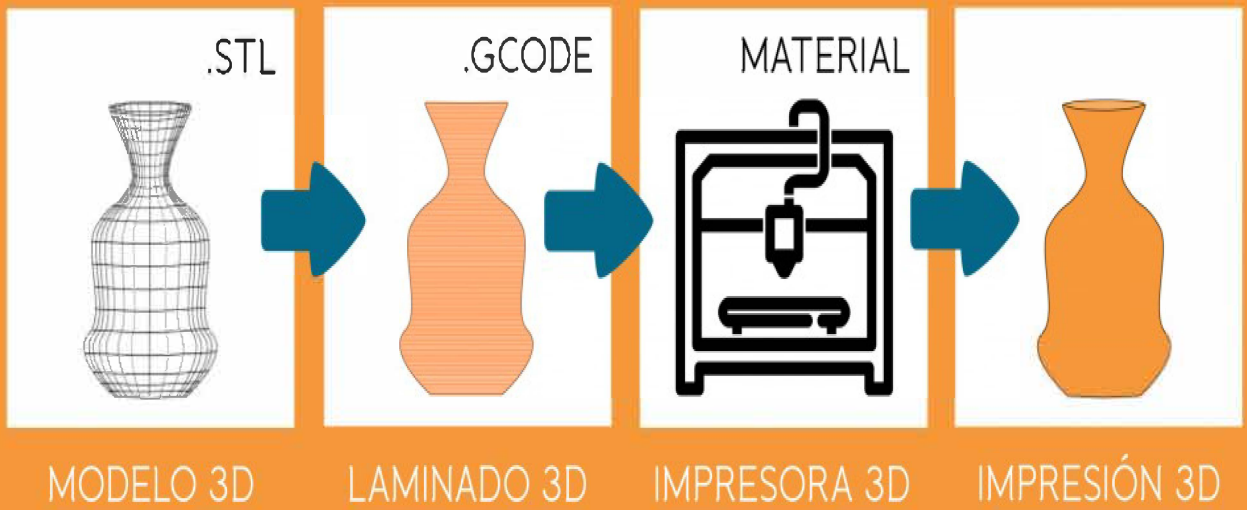 .STL
.GCODE
MATERIAL
MODELO 3D
LAMINADO 3D
IMPRESORA 3D
IMPRESIÓN 3D